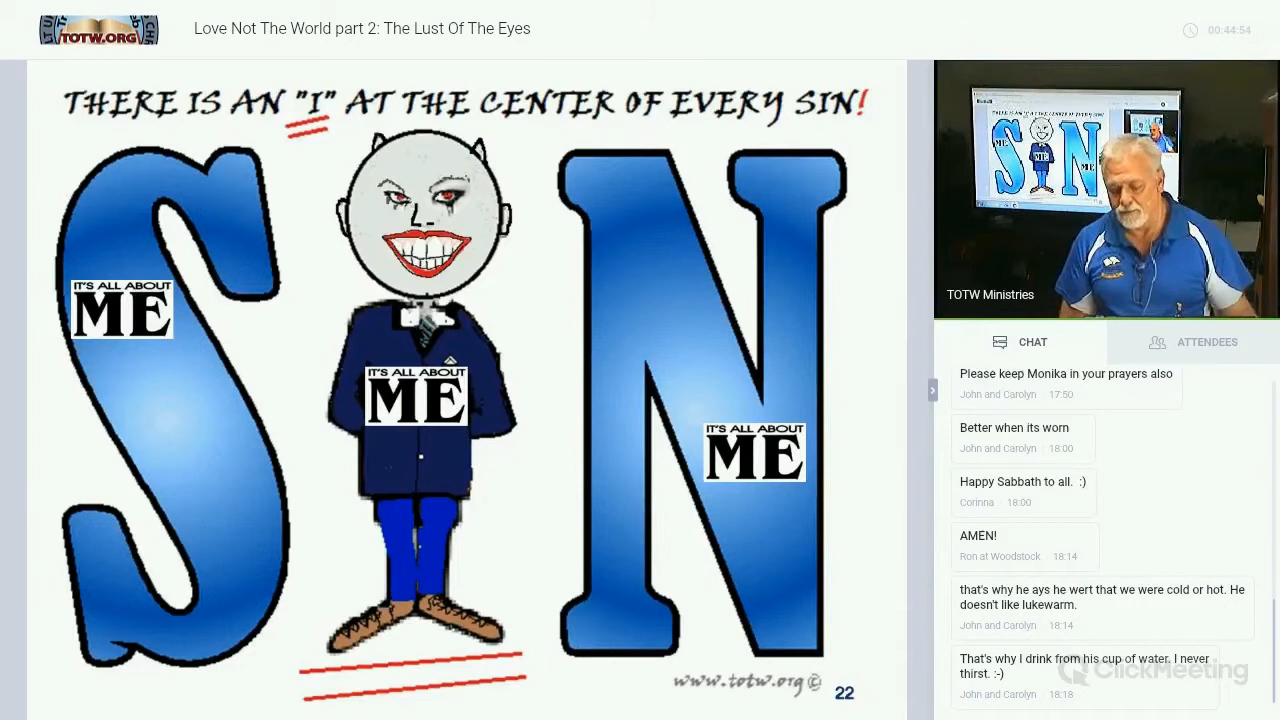 TOTW.ORG
Love Not The World part 2: The Lust Of The Eyes
00:44:54
THERE IS AN "I" AT THE CENTER OF EVERY SIN!
S N
IT'S ALL ABOUT
ME
IT'S ALL ABOUT
ME
IT'S ALL ABOUT
ME
www.totw.org©
22
TOTW Ministries
CHAT
ATTENDEES
Please keep Monika in your prayers also
John and Carolyn · 17:50
Better when its worn
John and Carolyn · 18:00
Happy Sabbath to all. :)
Corinna · 18:00
AMEN!
Ron at Woodstock · 18:14
that's why he ays he wert that we were cold or hot. He
doesn't like lukewarm.
John and Carolyn · 18:14
That's why I drink from his cup of water. I never
thirst. :-)
John and Carolyn · 18:18
ClickMeeting